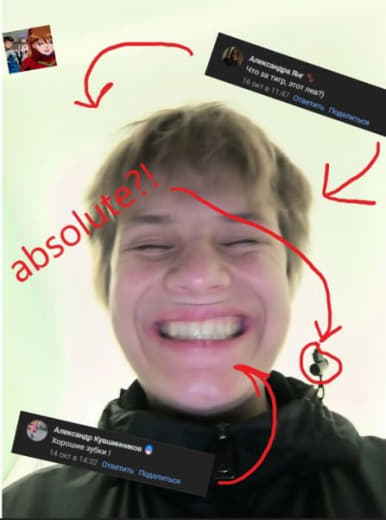 Александра Янг
Что за тигр, этот лев?)
16 окт в 11:47 Ответить Поделиться
absolute?!
Александр Кувшинников
Хорошие зубки !
14 окт в 14:32 Ответить Поделиться